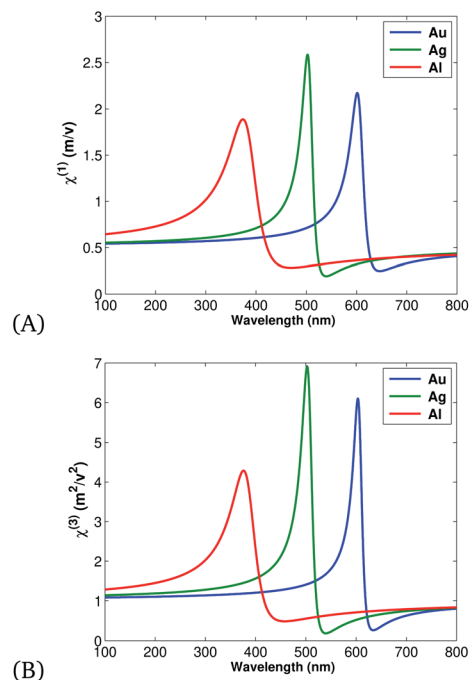 3
2.5
2
1.5
1
0.5
0
χ(1) (m/v)
Au
Ag
Al
100 200 300 400 500 600 700 800
Wavelength (nm)
(A)
7
6
5
4
3
2
1
0
χ(3) (m²/v²)
Au
Ag
Al
100 200 300 400 500 600 700 800
Wavelength (nm)
(B)